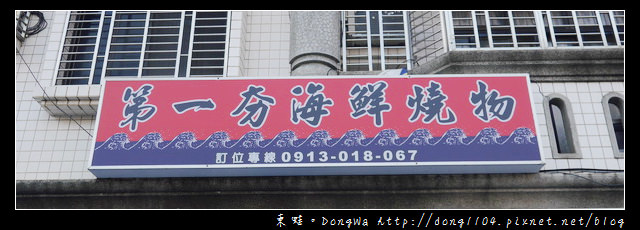 第一夯海鮮燒物
訂位專線 0913-018-067
東蛙。DongWa http://dong1104.pixnet.net/blog